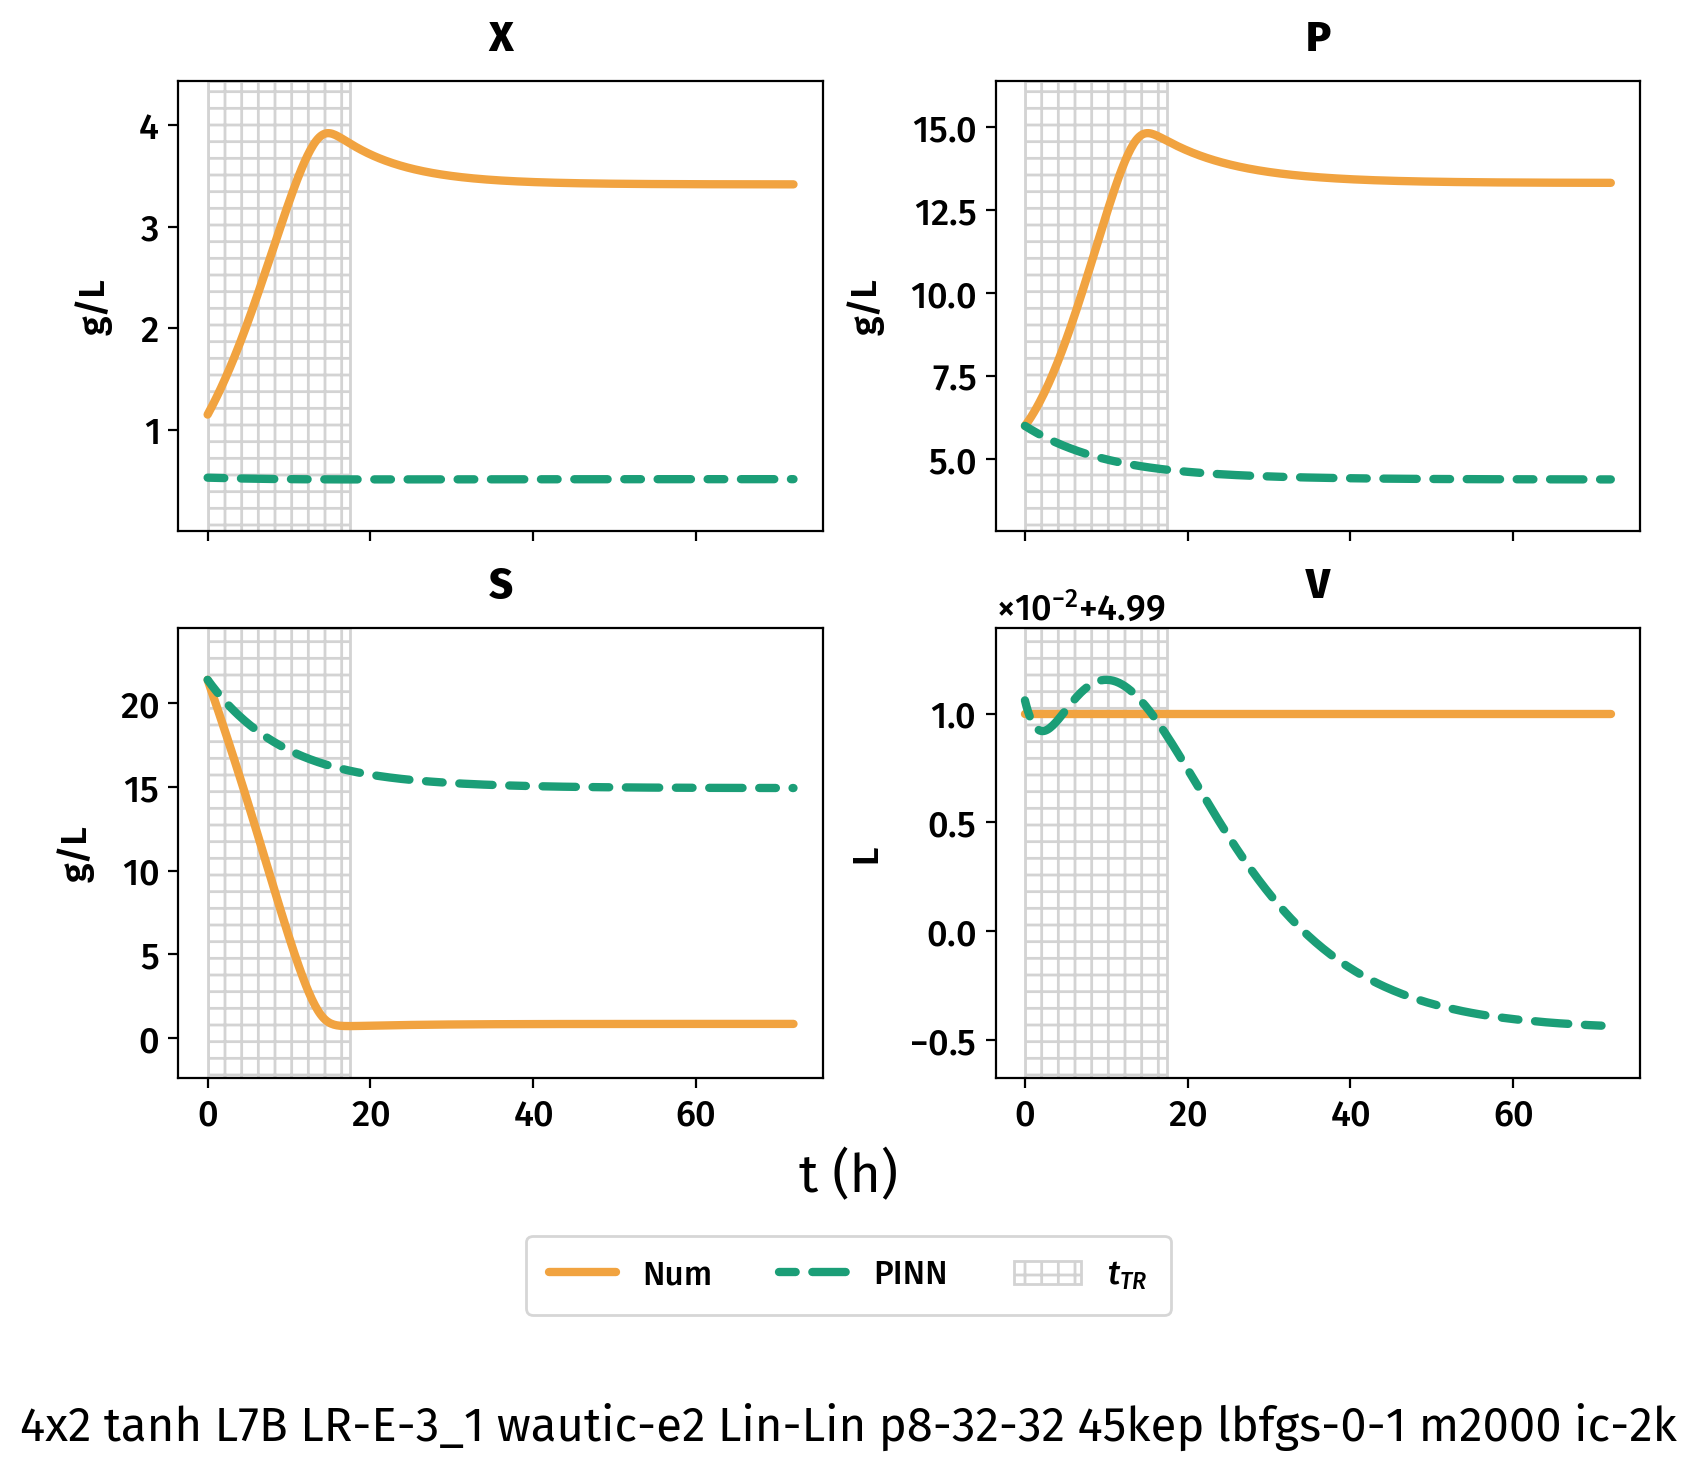 X
4
3
2
1
g/L
P
15.0
12.5
10.0
7.5
5.0
g/L
S
20
15
10
5
0
g/L
0 20 40 60
V
×10⁻²+4.99
1.0
0.5
0.0
−0.5
L
0 20 40 60
t (h)
Num PINN t_TR
4x2 tanh L7B LR-E-3_1 wautic-e2 Lin-Lin p8-32-32 45kep lbfgs-0-1 m2000 ic-2k